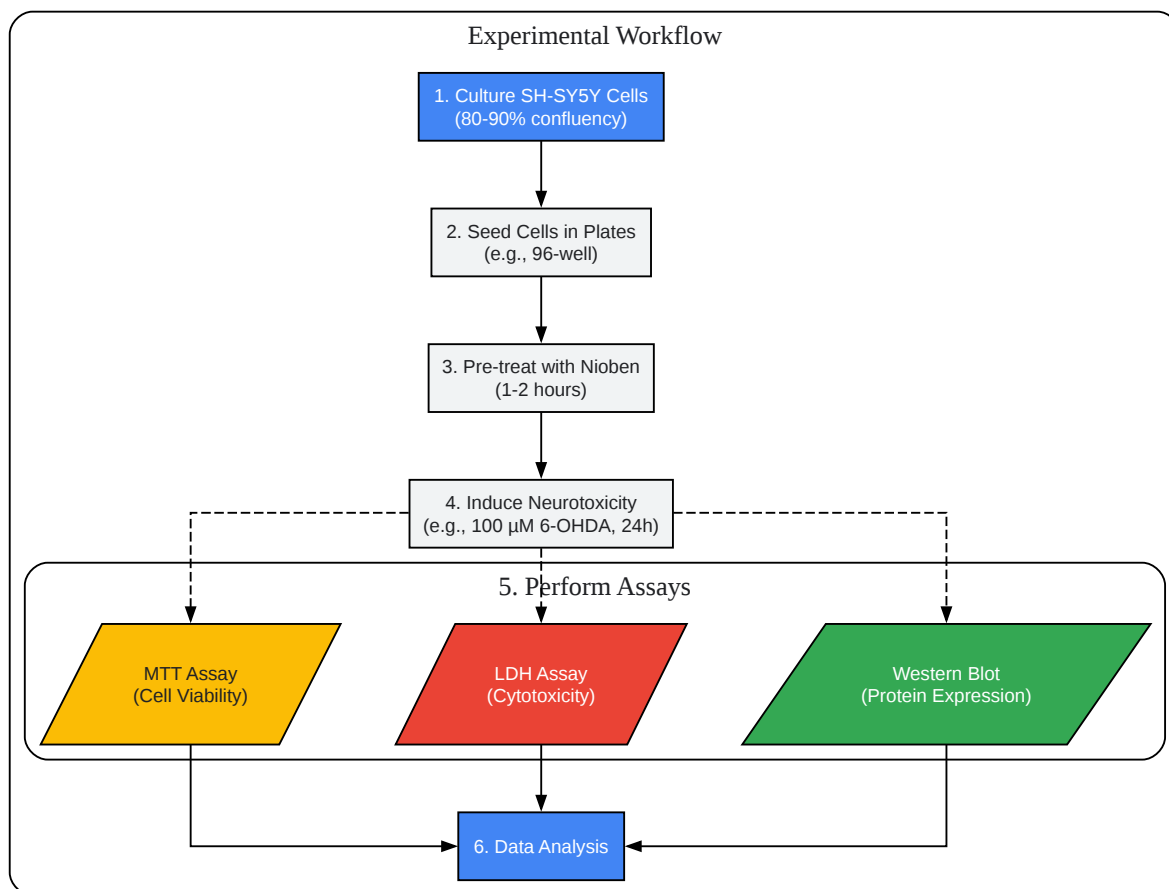 Experimental Workflow
1. Culture SH-SY5Y Cells
(80-90% confluency)
2. Seed Cells in Plates
(e.g., 96-well)
3. Pre-treat with Nioben
(1-2 hours)
4. Induce Neurotoxicity
(e.g., 100 µM 6-OHDA, 24h)
5. Perform Assays
MTT Assay
(Cell Viability)
LDH Assay
(Cytotoxicity)
Western Blot
(Protein Expression)
6. Data Analysis